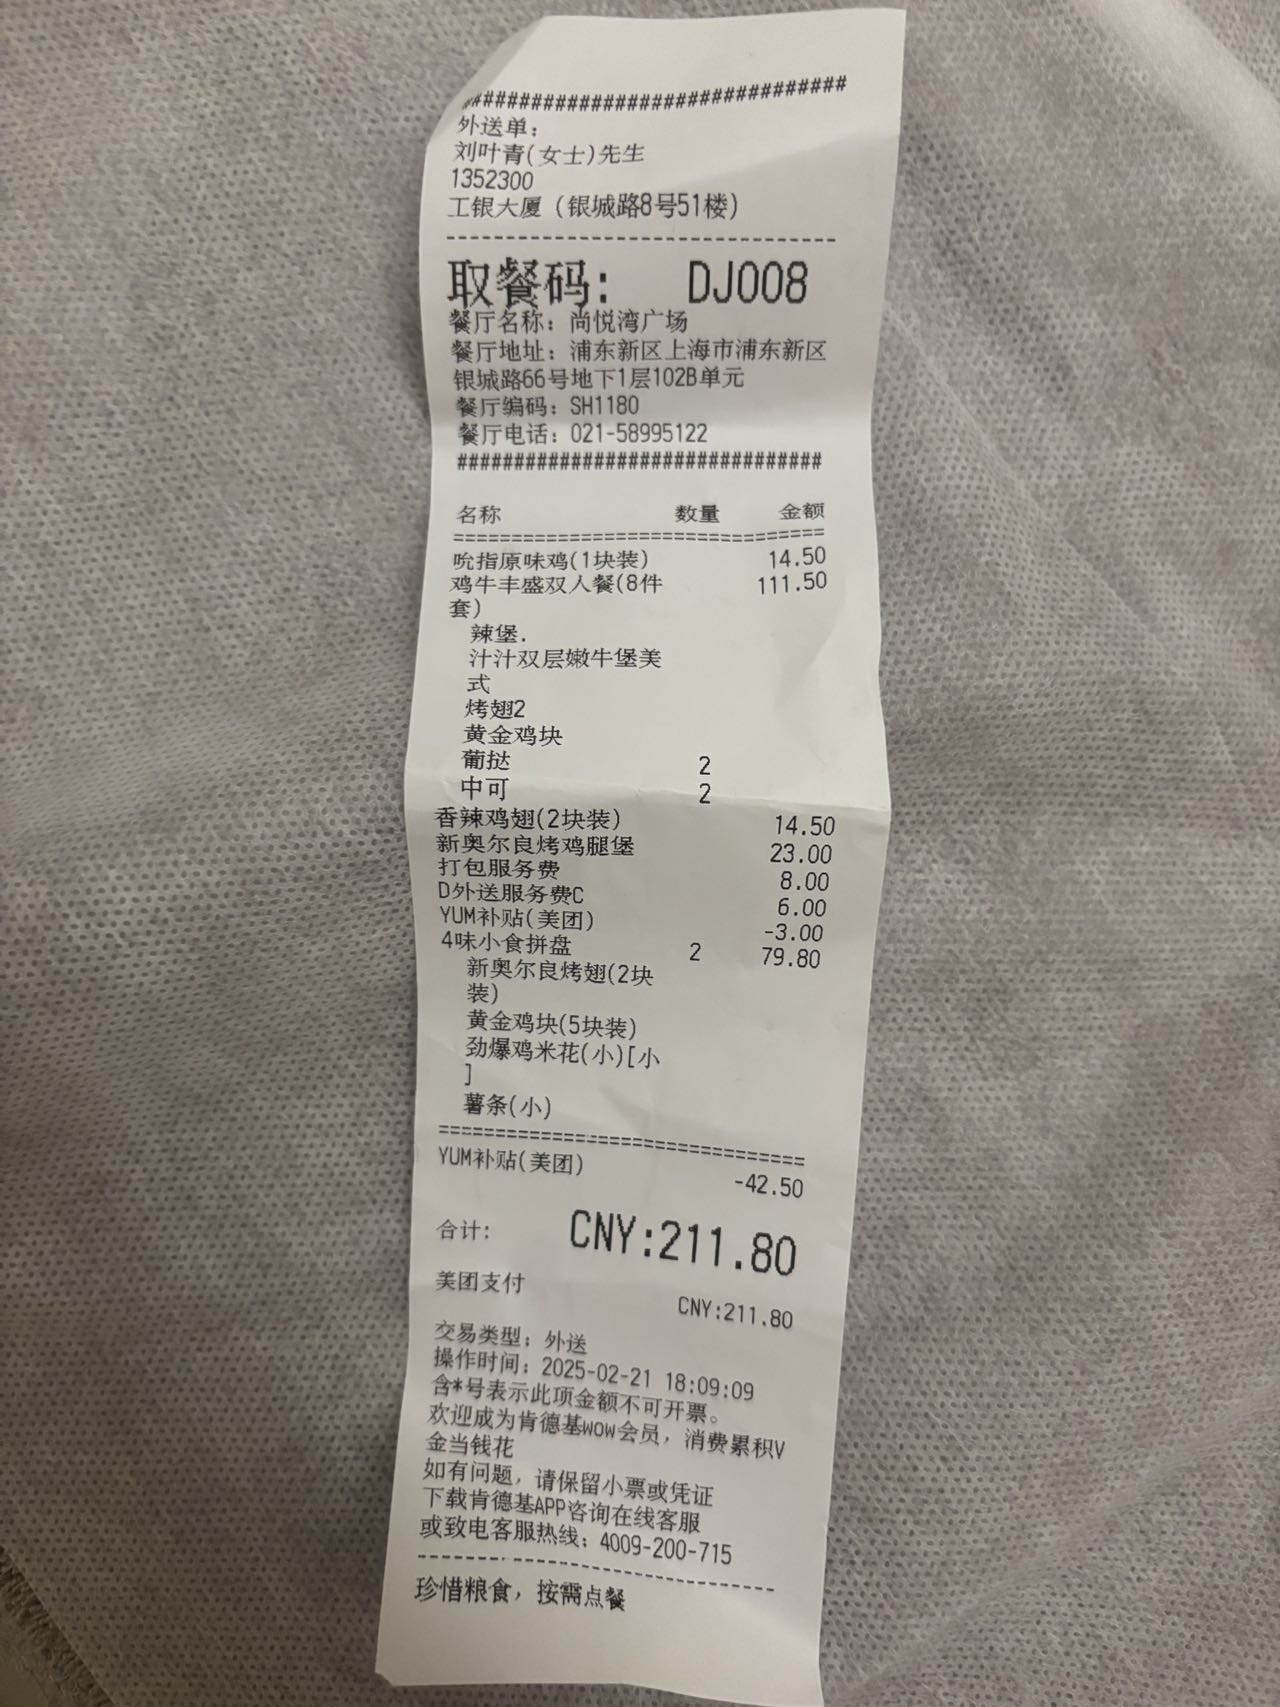 ################################
外送单:
刘叶青(女士)先生
1352300
工银大厦 (银城路8号51楼)
--------------------------------
取餐码: DJ008
餐厅名称: 尚悦湾广场
餐厅地址: 浦东新区上海市浦东新区
银城路66号地下1层102B单元
餐厅编码: SH1180
餐厅电话: 021-58995122
################################
名称 数量 金额
================================
吮指原味鸡(1块装) 14.50
鸡牛丰盛双人餐(8件 111.50
套)
辣堡.
汁汁双层嫩牛堡美
式
烤翅2
黄金鸡块
葡挞 2
中可 2
香辣鸡翅(2块装) 14.50
新奥尔良烤鸡腿堡 23.00
打包服务费 8.00
D外送服务费C 6.00
YUM补贴(美团) -3.00
4味小食拼盘 2 79.80
新奥尔良烤翅(2块
装)
黄金鸡块(5块装)
劲爆鸡米花(小)[小
]
薯条(小)
================================
YUM补贴(美团) -42.50
合计: CNY:211.80
美团支付 CNY:211.80
交易类型: 外送
操作时间: 2025-02-21 18:09:09
含*号表示此项金额不可开票。
欢迎成为肯德基WOW会员, 消费累积V
金当钱花
如有问题, 请保留小票或凭证
下载肯德基APP咨询在线客服
或致电客服热线: 4009-200-715
--------------------------------
珍惜粮食, 按需点餐